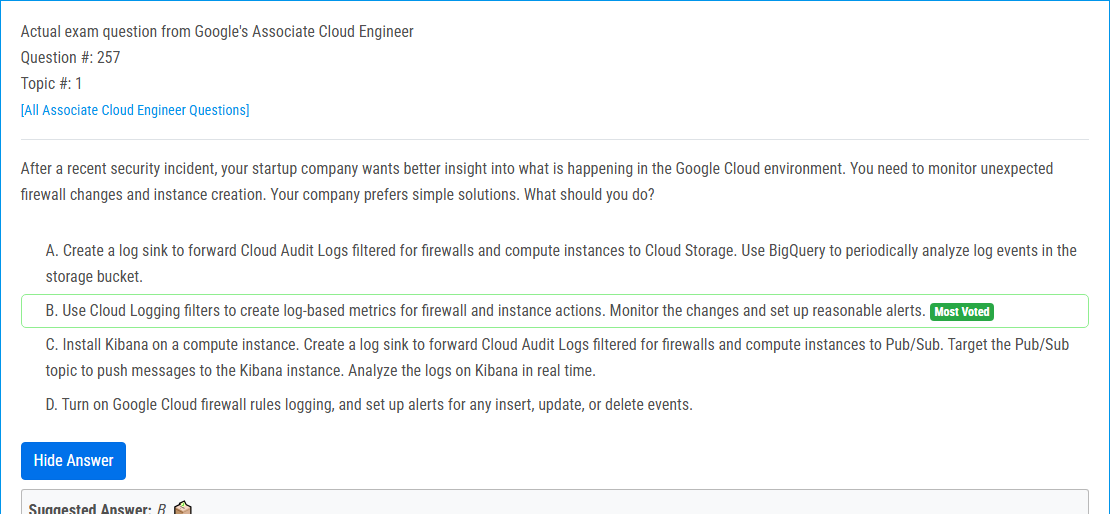 Actual exam question from Google's Associate Cloud Engineer
Question #: 257
Topic #: 1
[All Associate Cloud Engineer Questions]
After a recent security incident, your startup company wants better insight into what is happening in the Google Cloud environment. You need to monitor unexpected
firewall changes and instance creation. Your company prefers simple solutions. What should you do?
A. Create a log sink to forward Cloud Audit Logs filtered for firewalls and compute instances to Cloud Storage. Use BigQuery to periodically analyze log events in the
storage bucket.
B. Use Cloud Logging filters to create log-based metrics for firewall and instance actions. Monitor the changes and set up reasonable alerts. Most Voted
C. Install Kibana on a compute instance. Create a log sink to forward Cloud Audit Logs filtered for firewalls and compute instances to Pub/Sub. Target the Pub/Sub
topic to push messages to the Kibana instance. Analyze the logs on Kibana in real time.
D. Turn on Google Cloud firewall rules logging, and set up alerts for any insert, update, or delete events.
Hide Answer
Suggested Answer: B